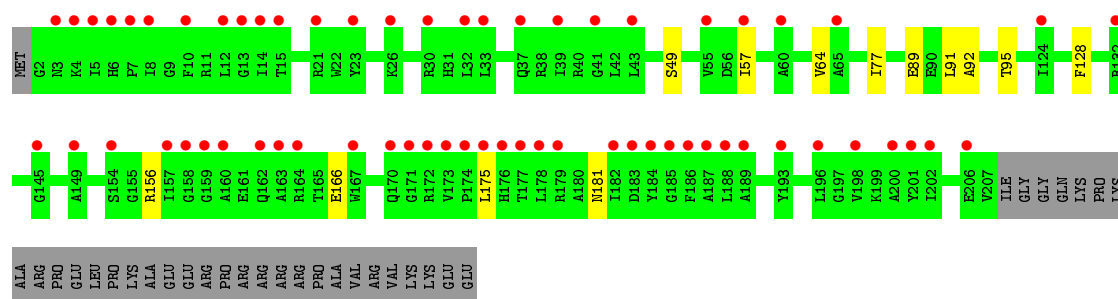 MET G2 N3 K4 I5 H6 P7 I8 G9 F10 R11 L12 G13 I14 T15 R21 W22 Y23 K26 R30 H31 L32 L33 Q37 R38 I39 R40 G41 L42 L43 S49 V55 D56 I57 A60 V64 A65 I77 E89 E90 L91 A92 T95 I124 F128 R132
G145 A149 S154 G155 R156 I157 G158 G159 A160 E161 Q162 A163 R164 T165 E166 W167 Q170 G171 R172 V173 P174 L175 H176 T177 L178 R179 A180 N181 I182 D183 Y184 G185 F186 A187 L188 A189 Y193 L196 G197 V198 K199 A200 Y201 I202 E206 V207 ILE GLY GLY GLN LYS PRO LYS
ALA ARG PRO GLU LEU PRO LYS ALA GLU GLU ARG PRO ARG ARG ARG ARG PRO ALA VAL ARG VAL LYS LYS GLU GLU